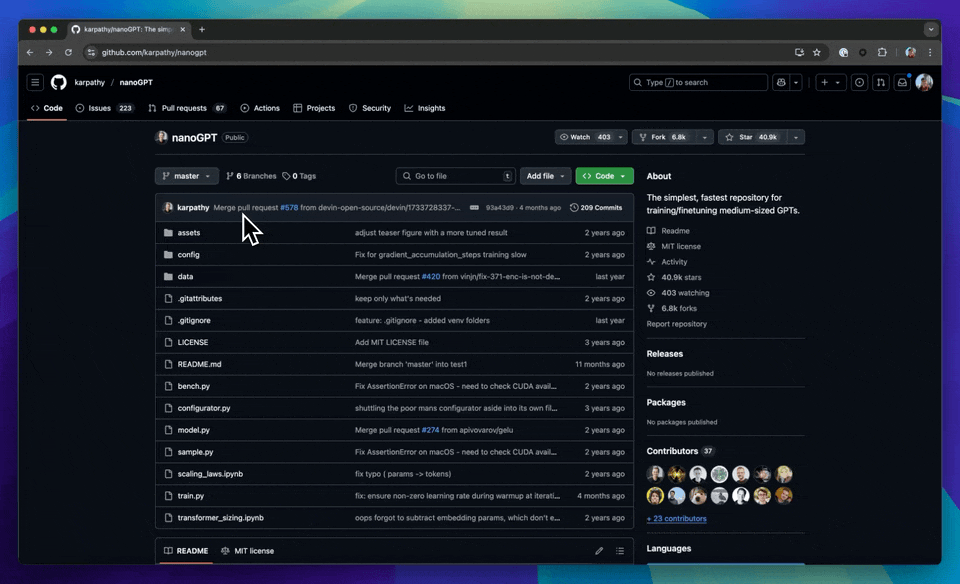 karpathy/nanoGPT: The simp
github.com/karpathy/nanogpt
karpathy / nanoGPT
Type / to search
Code
Issues 223
Pull requests 67
Actions
Projects
Security
Insights
nanoGPT Public
Watch 403
Fork 6.8k
Star 40.9k
master
6 Branches
0 Tags
Go to file t
Add file
Code
karpathy Merge pull request #578 from devin-open-source/devin/1733728337-... 93a43d9 · 4 months ago 209 Commits
assets adjust teaser figure with a more tuned result 2 years ago
config Fix for gradient_accumulation_steps training slow 2 years ago
data Merge pull request #420 from vinjn/fix-371-enc-is-not-de... last year
.gitattributes keep only what's needed 2 years ago
.gitignore feature: .gitignore - added venv folders last year
LICENSE Add MIT LICENSE file 3 years ago
README.md Merge branch 'master' into test1 11 months ago
bench.py Fix AssertionError on macOS - need to check CUDA avail... 2 years ago
configurator.py shuttling the poor mans configurator aside into its own fil... 3 years ago
model.py Merge pull request #274 from apivovarov/gelu 2 years ago
sample.py Fix AssertionError on macOS - need to check CUDA avail... 2 years ago
scaling_laws.ipynb fix typo ( params -> tokens) 2 years ago
train.py fix: ensure non-zero learning rate during warmup at iterati... 4 months ago
transformer_sizing.ipynb oops forgot to subtract embedding params, which don't e... 2 years ago
README
MIT license
About
The simplest, fastest repository for
training/finetuning medium-sized GPTs.
Readme
MIT license
Activity
40.9k stars
403 watching
6.8k forks
Report repository
Releases
No releases published
Packages
No packages published
Contributors 37
+ 23 contributors
Languages